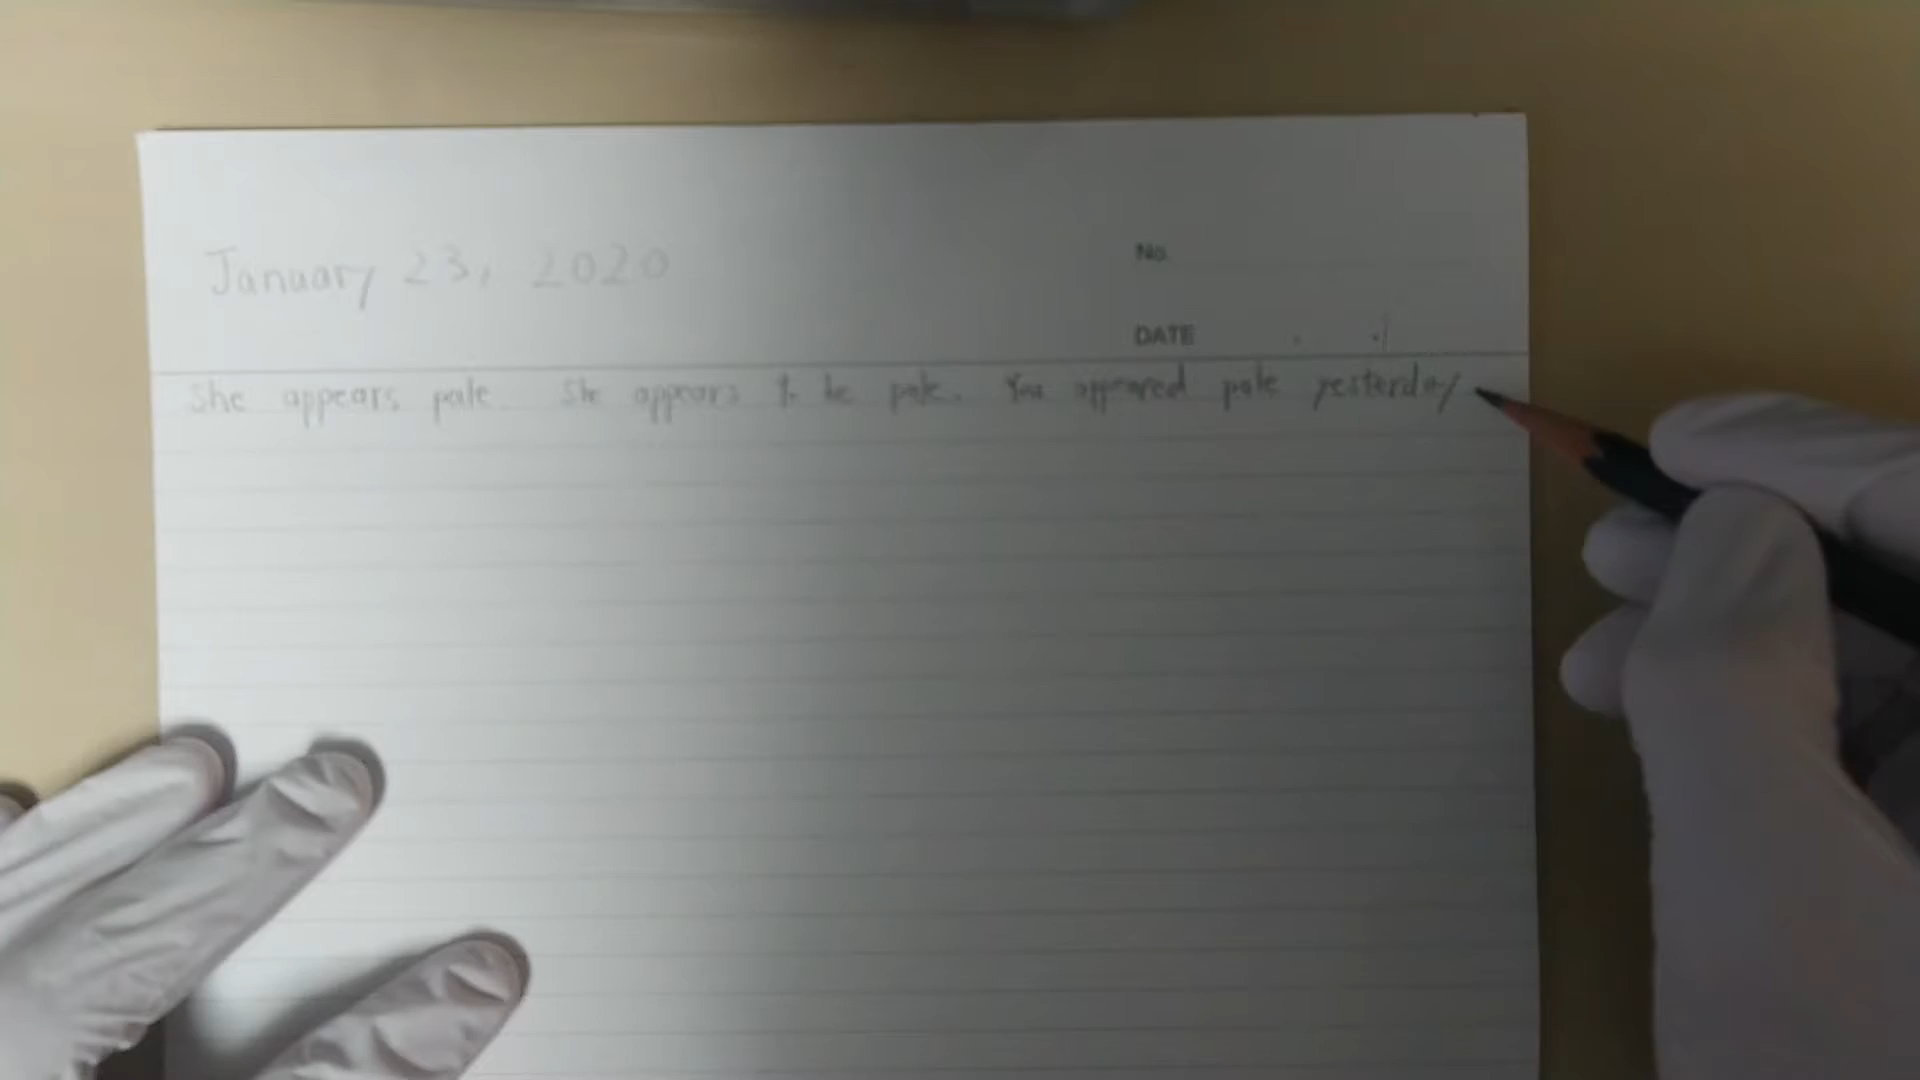 January 23, 2020
No.
DATE . .
She appears pale. She appears to be pale. You appeared pale yesterday